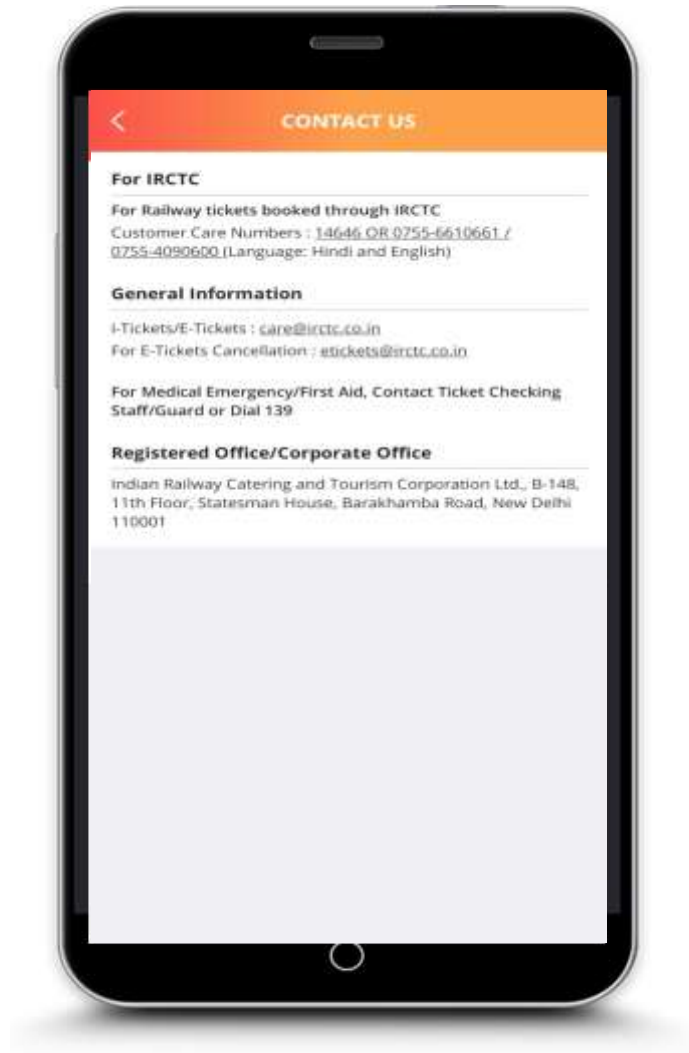 CONTACT US
For IRCTC
For Railway tickets booked through IRCTC
Customer Care Numbers : 14646 OR 0755-6610661 /
0755-4090600 (Language: Hindi and English)
General Information
I-Tickets/E-Tickets : care@irctc.co.in
For E-Tickets Cancellation : etickets@irctc.co.in
For Medical Emergency/First Aid, Contact Ticket Checking
Staff/Guard or Dial 139
Registered Office/Corporate Office
Indian Railway Catering and Tourism Corporation Ltd., B-148,
11th Floor, Statesman House, Barakhamba Road, New Delhi
110001